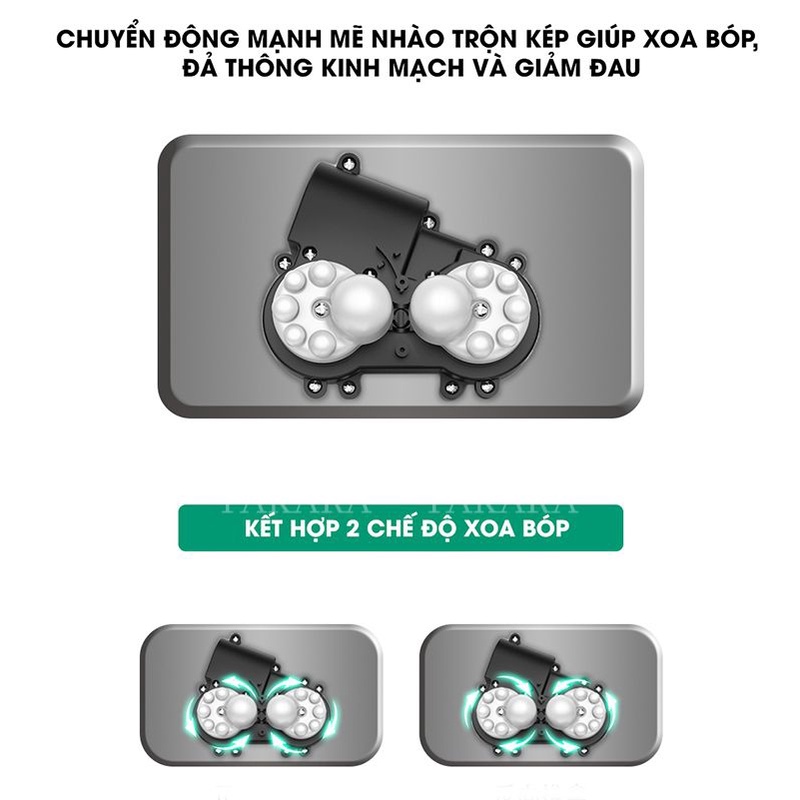 CHUYỂN ĐỘNG MẠNH MẼ NHÀO TRỘN KÉP GIÚP XOA BÓP,
ĐẢ THÔNG KINH MẠCH VÀ GIẢM ĐAU
TAKARA TAKARA
KẾT HỢP 2 CHẾ ĐỘ XOA BÓP